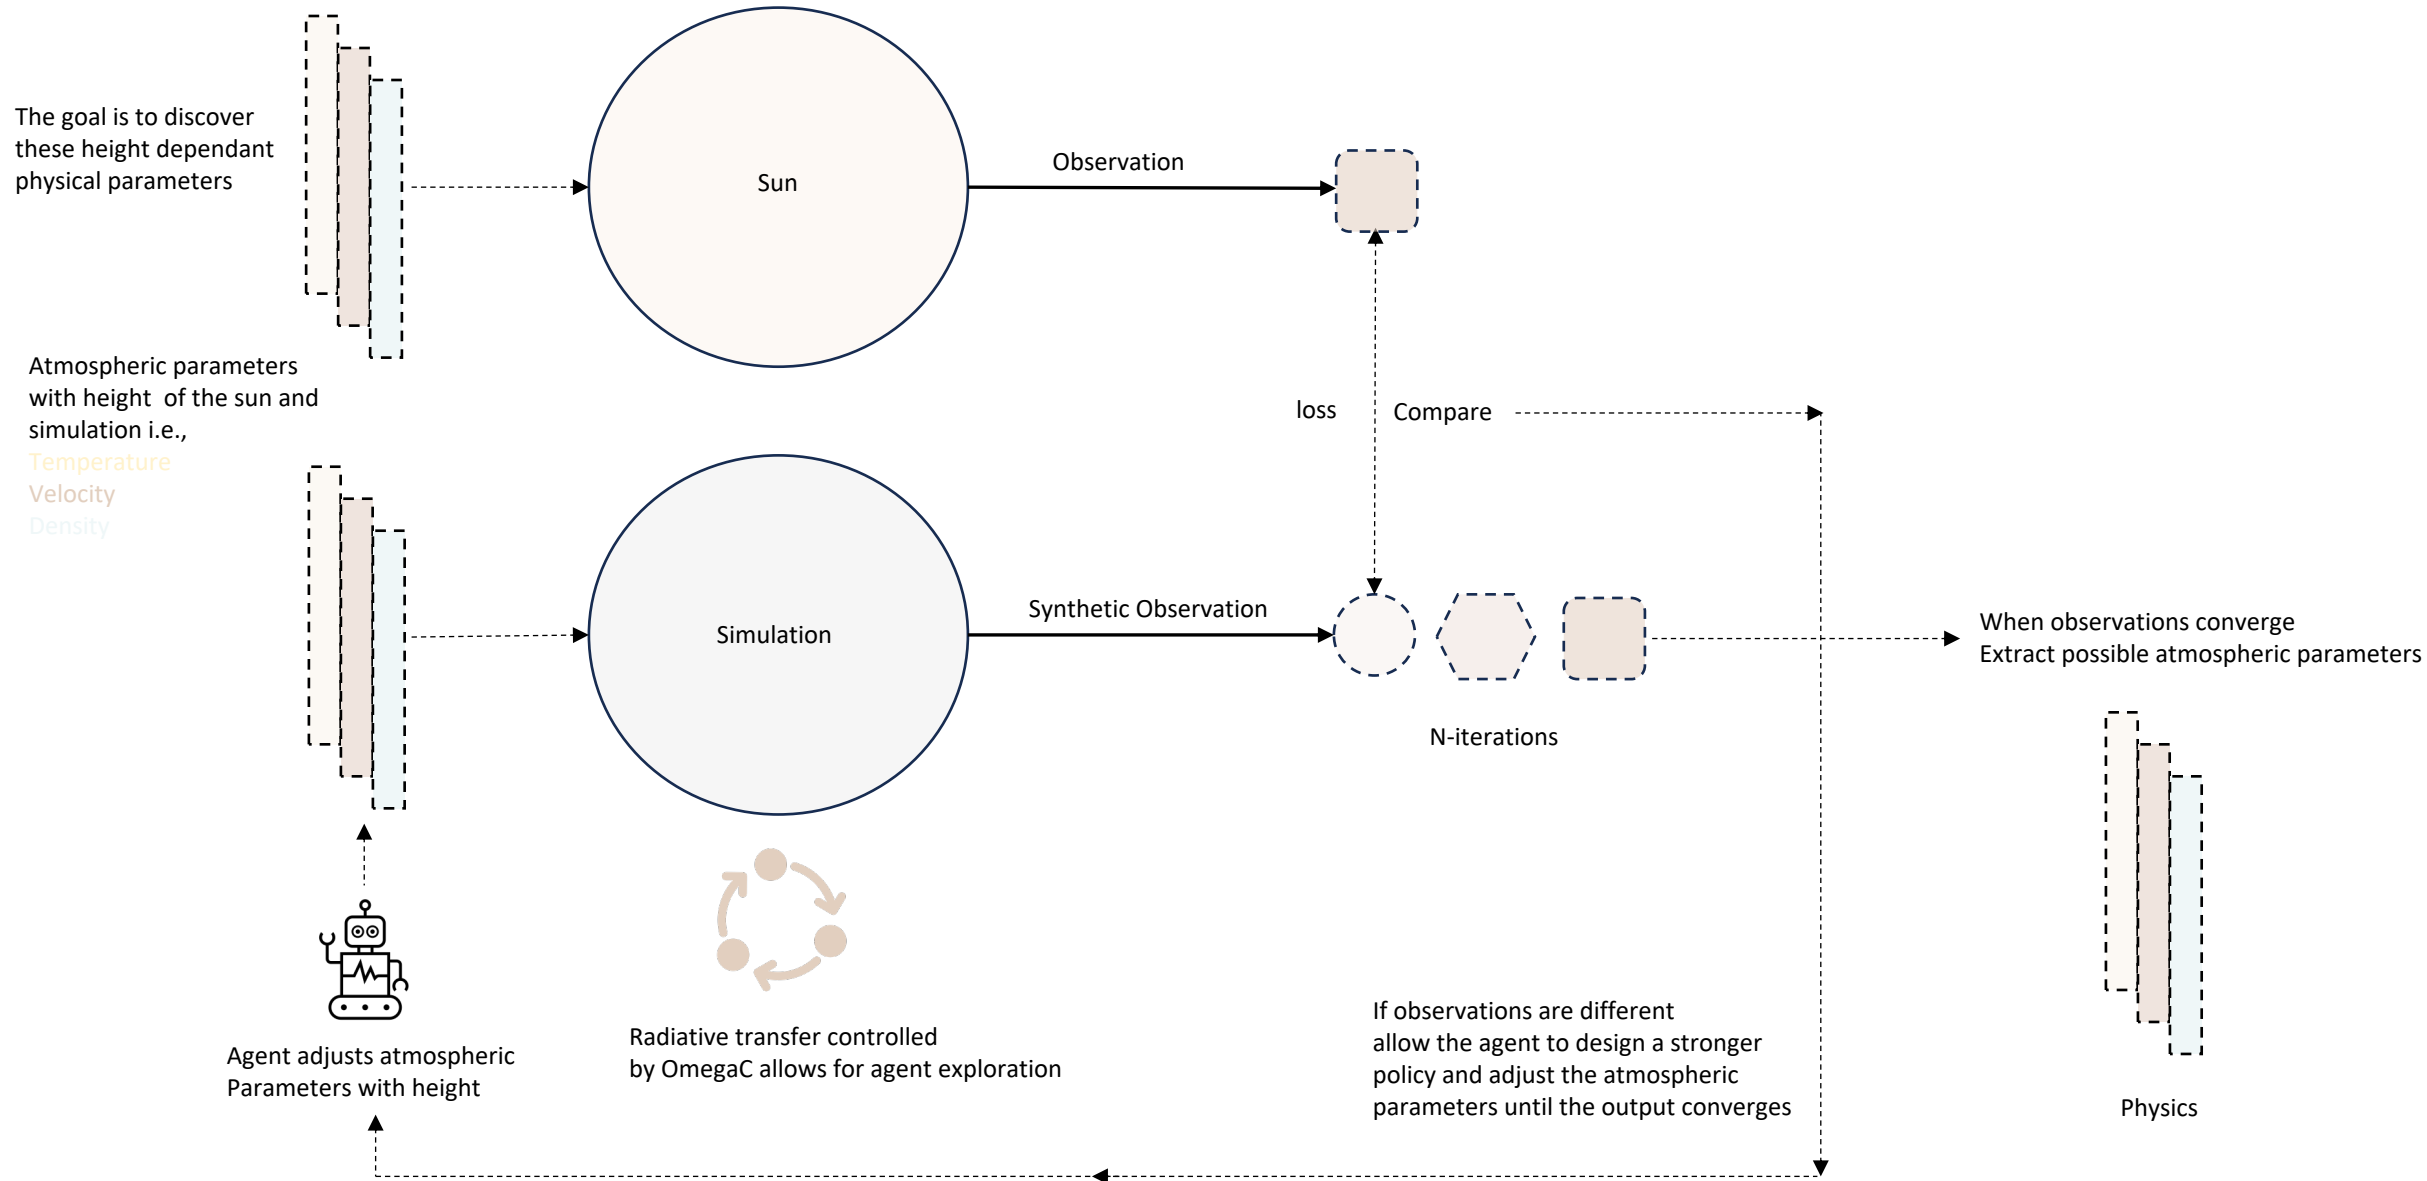 The goal is to discover
these height dependant
physical parameters
Sun
Observation
Atmospheric parameters
with height of the sun and
simulation i.e.,
Temperature
Velocity
Density
loss
Compare
Simulation
Synthetic Observation
N-iterations
When observations converge
Extract possible atmospheric parameters
Physics
Agent adjusts atmospheric
Parameters with height
Radiative transfer controlled
by OmegaC allows for agent exploration
If observations are different
allow the agent to design a stronger
policy and adjust the atmospheric
parameters until the output converges